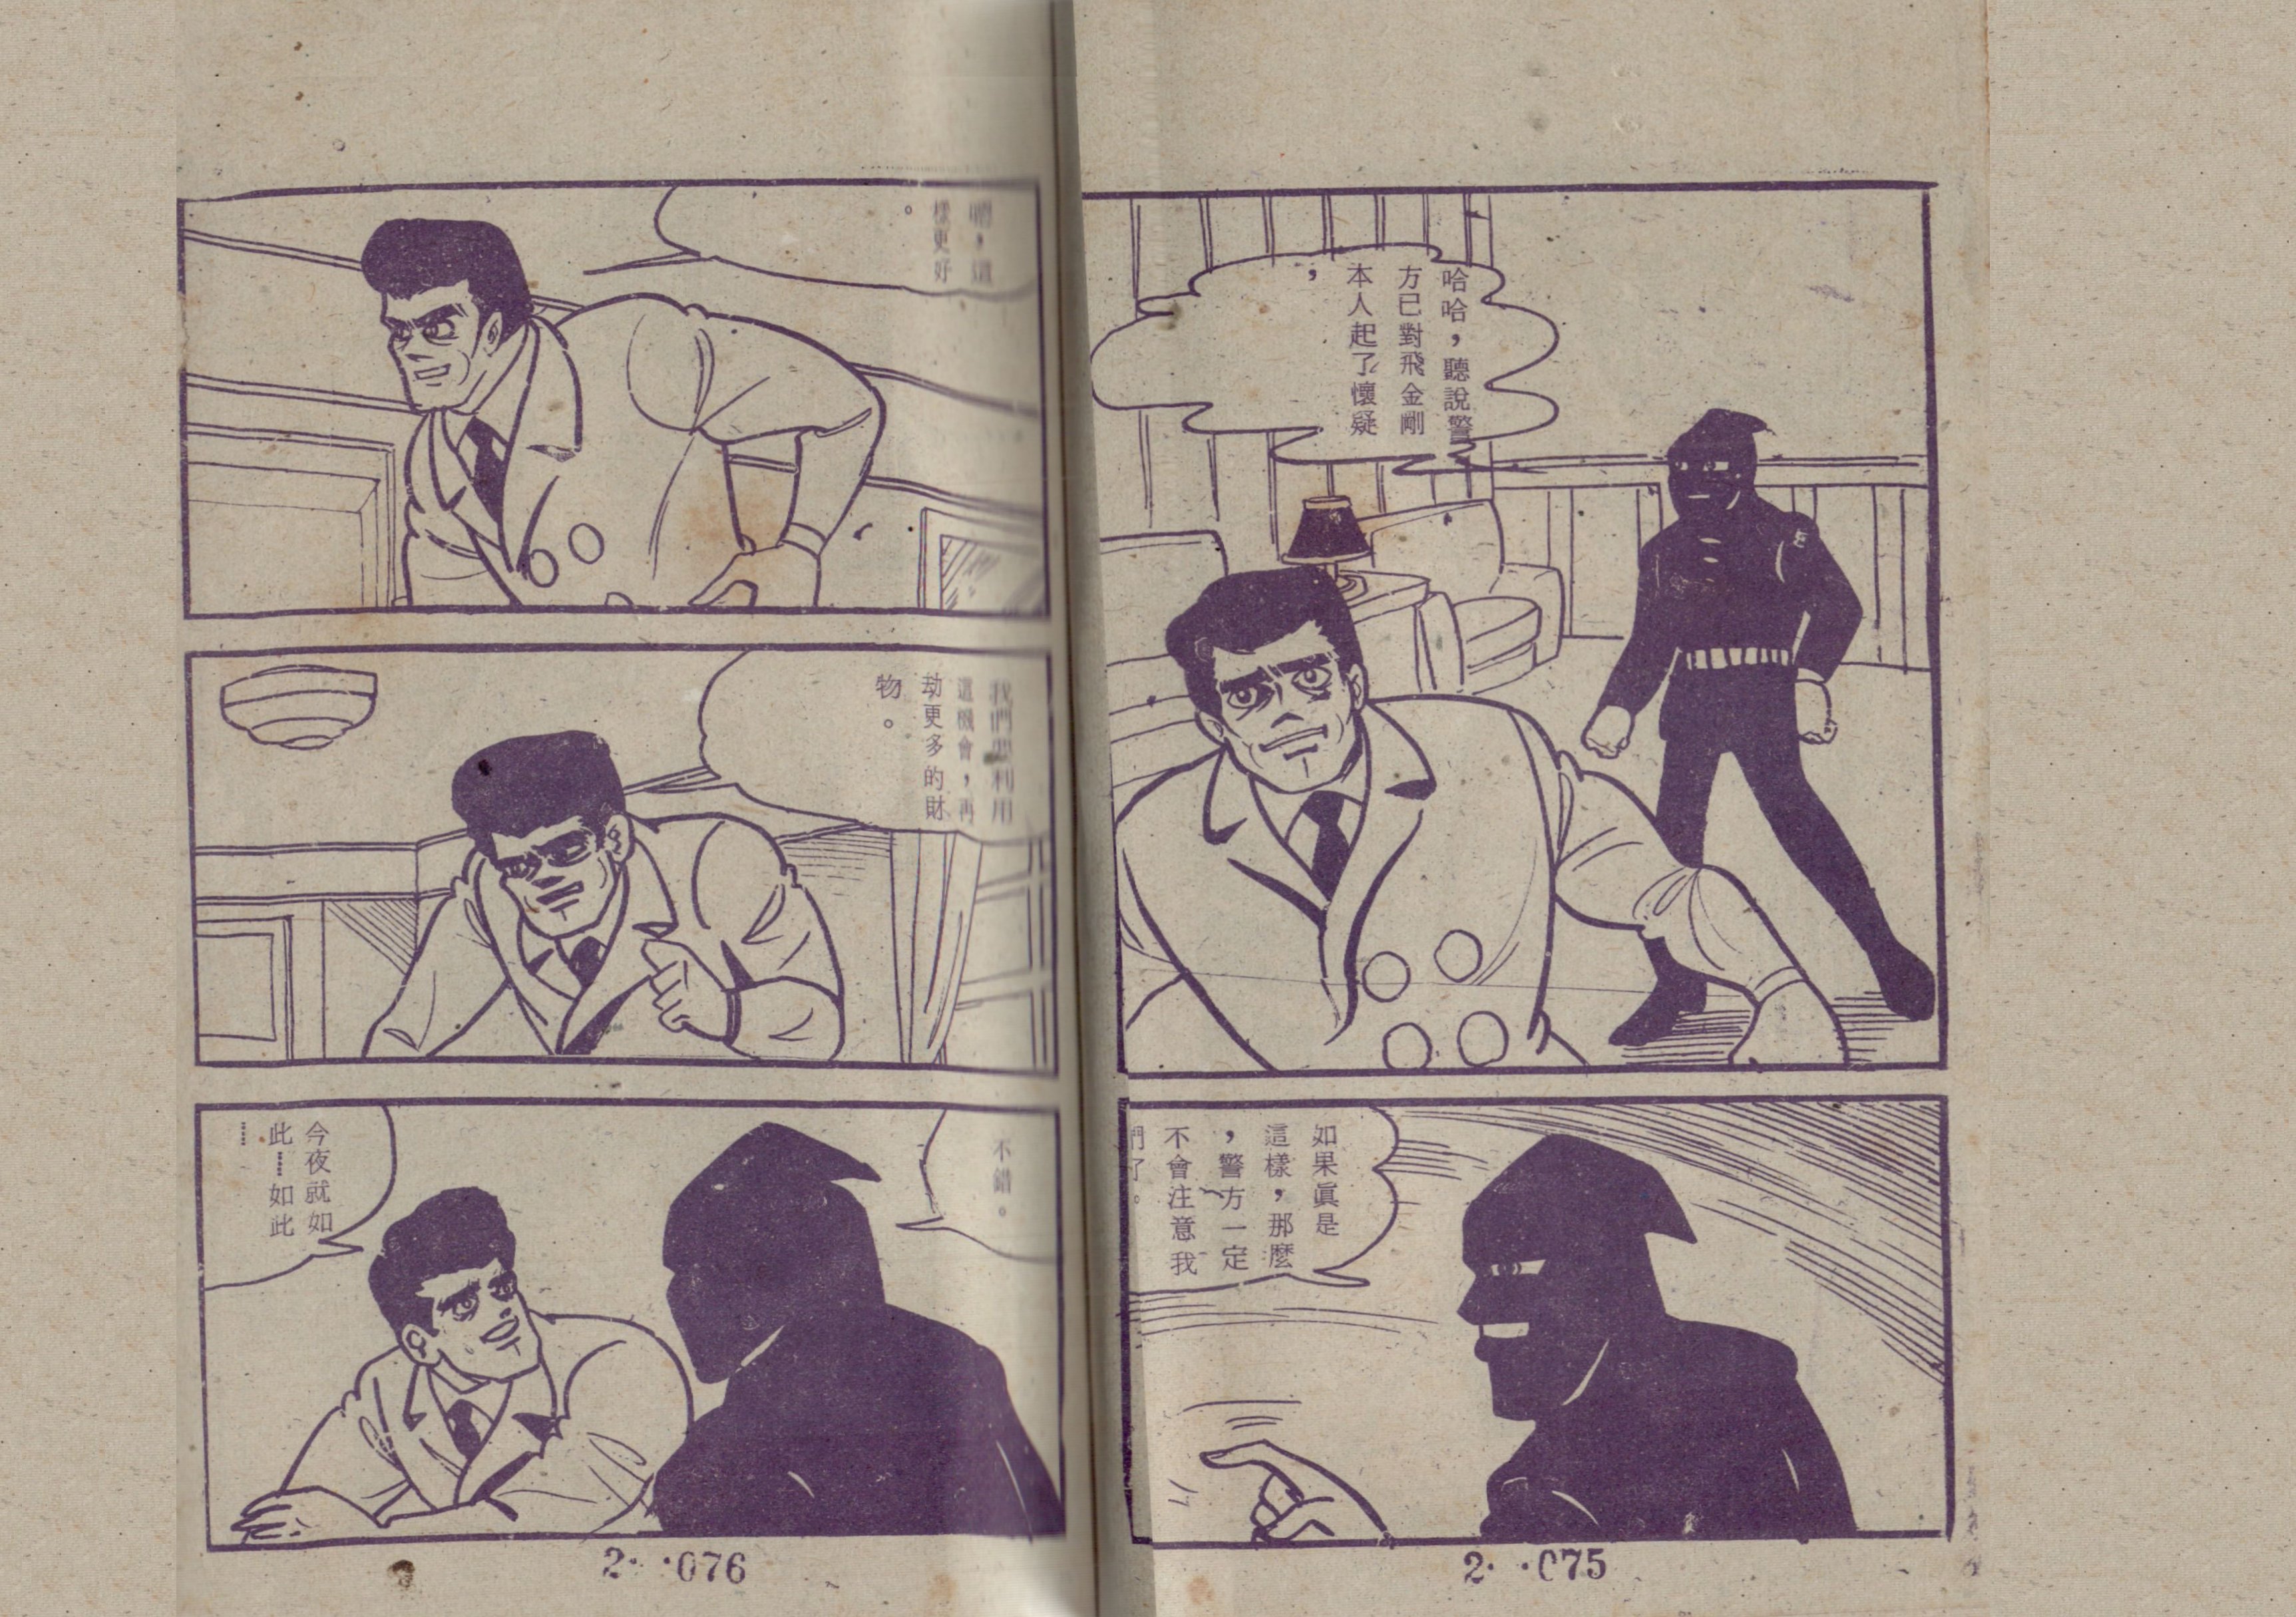 哈哈，聽說警
方已對飛金剛
本人起了懷疑
，
如果眞是
這樣，那麼
，警方一定
不會注意我
們了。
2··075
嘈，這
樣更好
。
我們要利用
這機會，再
劫更多的財
物。
不錯。
今夜就如
此┅如此
┅
2··076